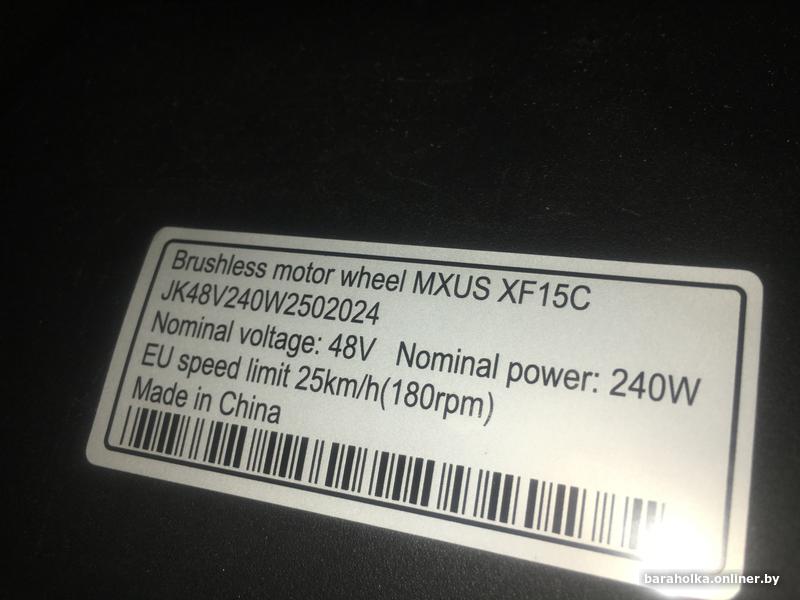 Brushless motor wheel MXUS XF15C
JK48V240W2502024
Nominal voltage: 48V Nominal power: 240W
EU speed limit 25km/h(180rpm)
Made in China
baraholka.onliner.by